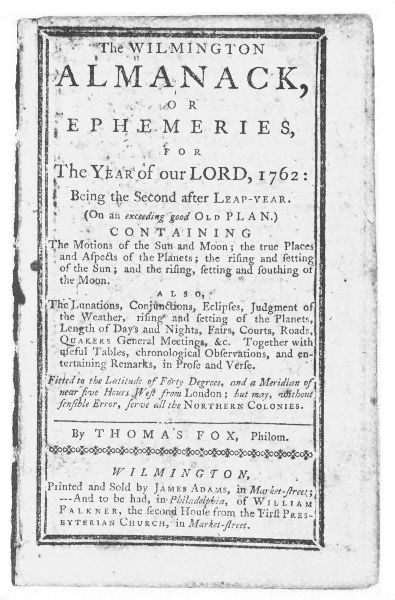 The WILMINGTON
ALMANACK,
OR
EPHEMERIES,
FOR
The YEAR of our LORD, 1762:
Being the Second after LEAP-YEAR.
(On an exceeding good OLD PLAN.)
CONTAINING
The Motions of the Sun and Moon; the true Places
and Aspects of the Planets; the rising and setting
of the Sun; and the rising, setting and southing of
the Moon.
ALSO,
The Lunations, Conjunctions, Eclipses, Judgment of
the Weather, rising and setting of the Planets,
Length of Days and Nights, Fairs, Courts, Roads,
QUAKERS General Meetings, &c. Together with
useful Tables, chronological Observations, and en-
tertaining Remarks, in Prose and Verse.
Fitted to the Latitude of Forty Degrees, and a Meridian of
near five Hours West from London; but may, without
sensible Error, serve all the NORTHERN COLONIES.
By THOMAS FOX, Philom.
WILMINGTON,
Printed and Sold by JAMES ADAMS, in Market-street;
---And to be had, in Philadelphia, of WILLIAM
FALKNER, the second House from the First PRES-
BYTERIAN CHURCH, in Market-street.